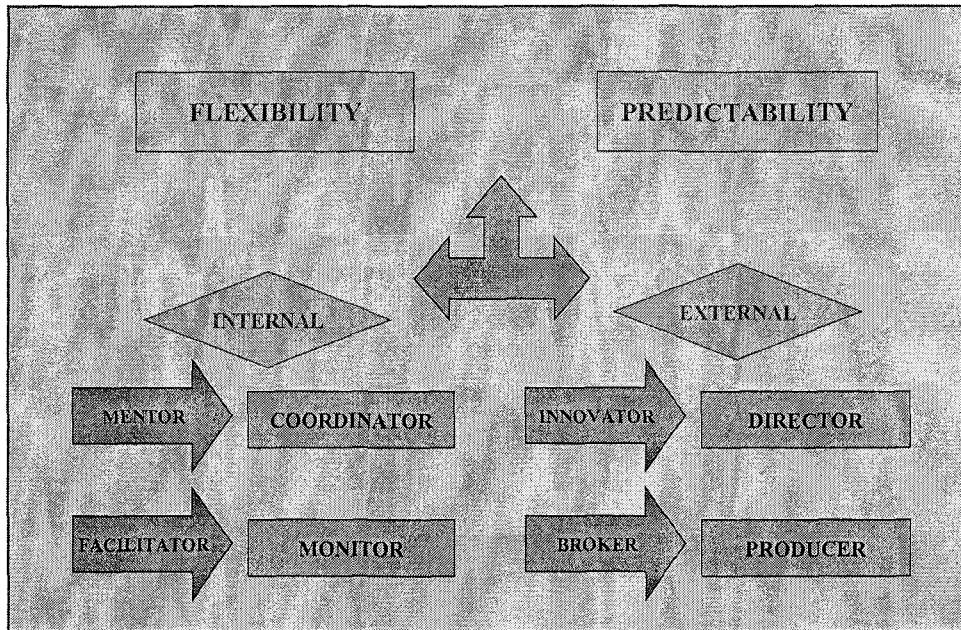 FLEXIBILITY
PREDICTABILITY
INTERNAL
EXTERNAL
MENTOR
COORDINATOR
INNOVATOR
DIRECTOR
FACILITATOR
MONITOR
BROKER
PRODUCER